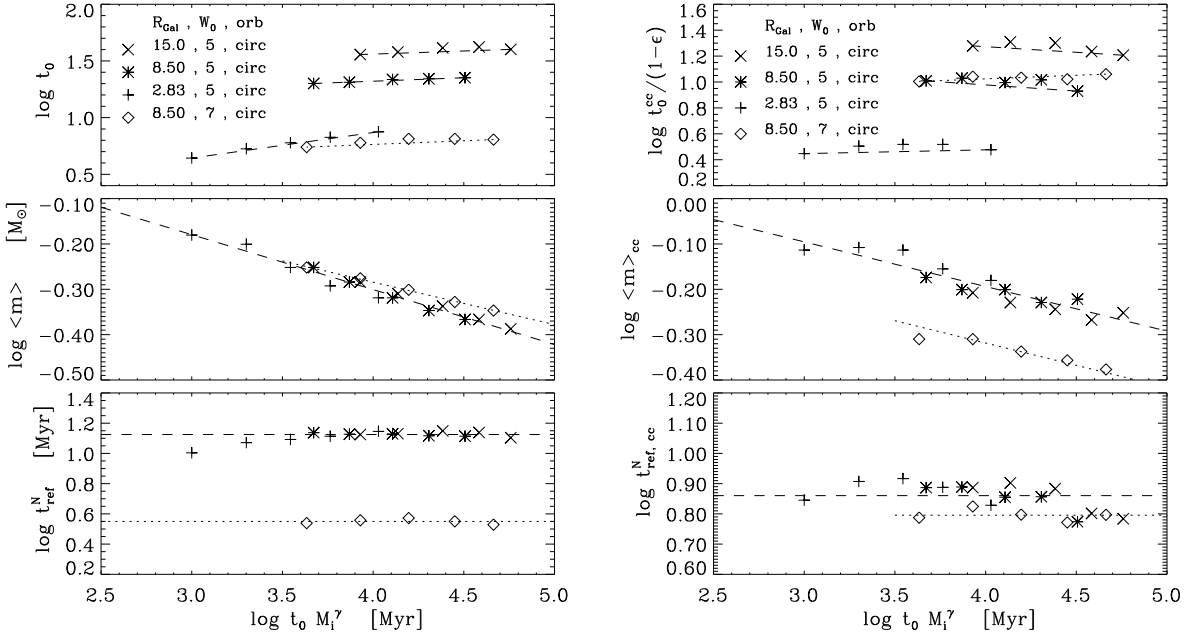 R_Gal , W_0 , orb
15.0 , 5 , circ
8.50 , 5 , circ
2.83 , 5 , circ
8.50 , 7 , circ
log t_0
2.0
1.5
1.0
0.5
log <m> [M_⊙]
−0.10
−0.20
−0.30
−0.40
−0.50
log t_ref^N [Myr]
1.4
1.2
1.0
0.8
0.6
0.4
0.2
2.5 3.0 3.5 4.0 4.5 5.0
log t_0 M_i^γ [Myr]
R_Gal , W_0 , orb
15.0 , 5 , circ
8.50 , 5 , circ
2.83 , 5 , circ
8.50 , 7 , circ
log t_0^cc/(1−ϵ)
1.6
1.4
1.2
1.0
0.8
0.6
0.4
0.2
log <m>_cc
0.00
−0.10
−0.20
−0.30
−0.40
log t_ref, cc^N
1.20
1.10
1.00
0.90
0.80
0.70
0.60
2.5 3.0 3.5 4.0 4.5 5.0
log t_0 M_i^γ [Myr]